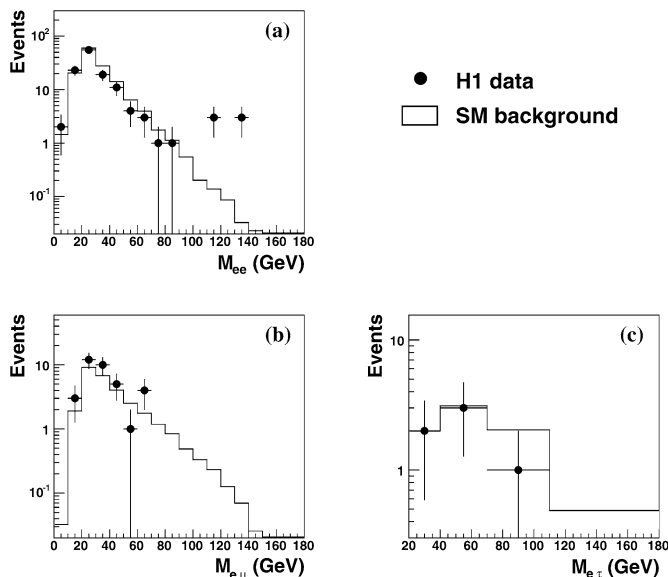 Events
(a)
10²
10
1
10⁻¹
0 20 40 60 80 100 120 140 160 180
M_ee (GeV)
H1 data
SM background
Events
(b)
10
1
10⁻¹
0 20 40 60 80 100 120 140 160 180
M_eμ (GeV)
Events
(c)
10
1
20 40 60 80 100 120 140 160 180
M_eτ (GeV)